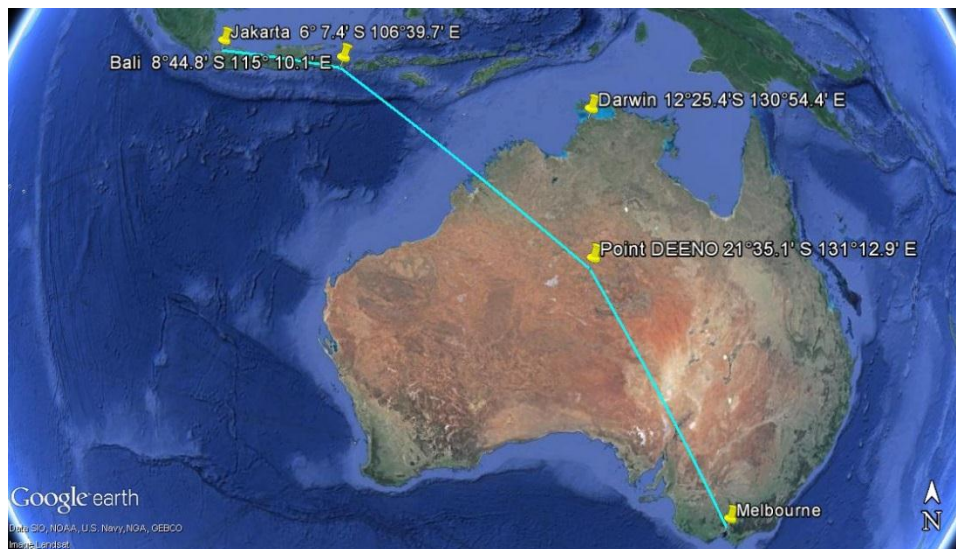 Jakarta 6° 7.4' S 106°39.7' E
Bali 8°44.8' S 115° 10.1' E
Darwin 12°25.4'S 130°54.4' E
Point DEENO 21°35.1' S 131°12.9' E
Melbourne
Google earth
Data SIO, NOAA, U.S. Navy, NGA, GEBCO
Image Landsat
N